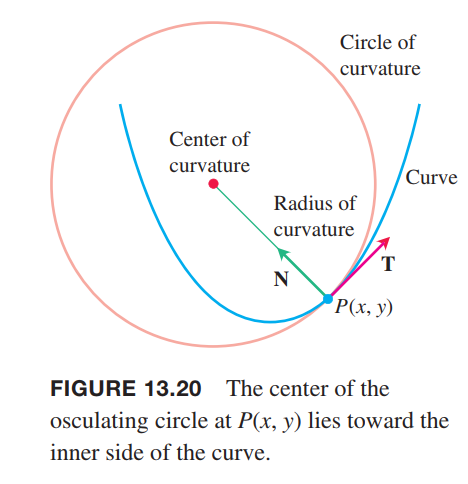 Circle of
curvature
Center of
curvature
Curve
Radius of
curvature
T
N
P(x, y)
FIGURE 13.20 The center of the
osculating circle at P(x, y) lies toward the
inner side of the curve.